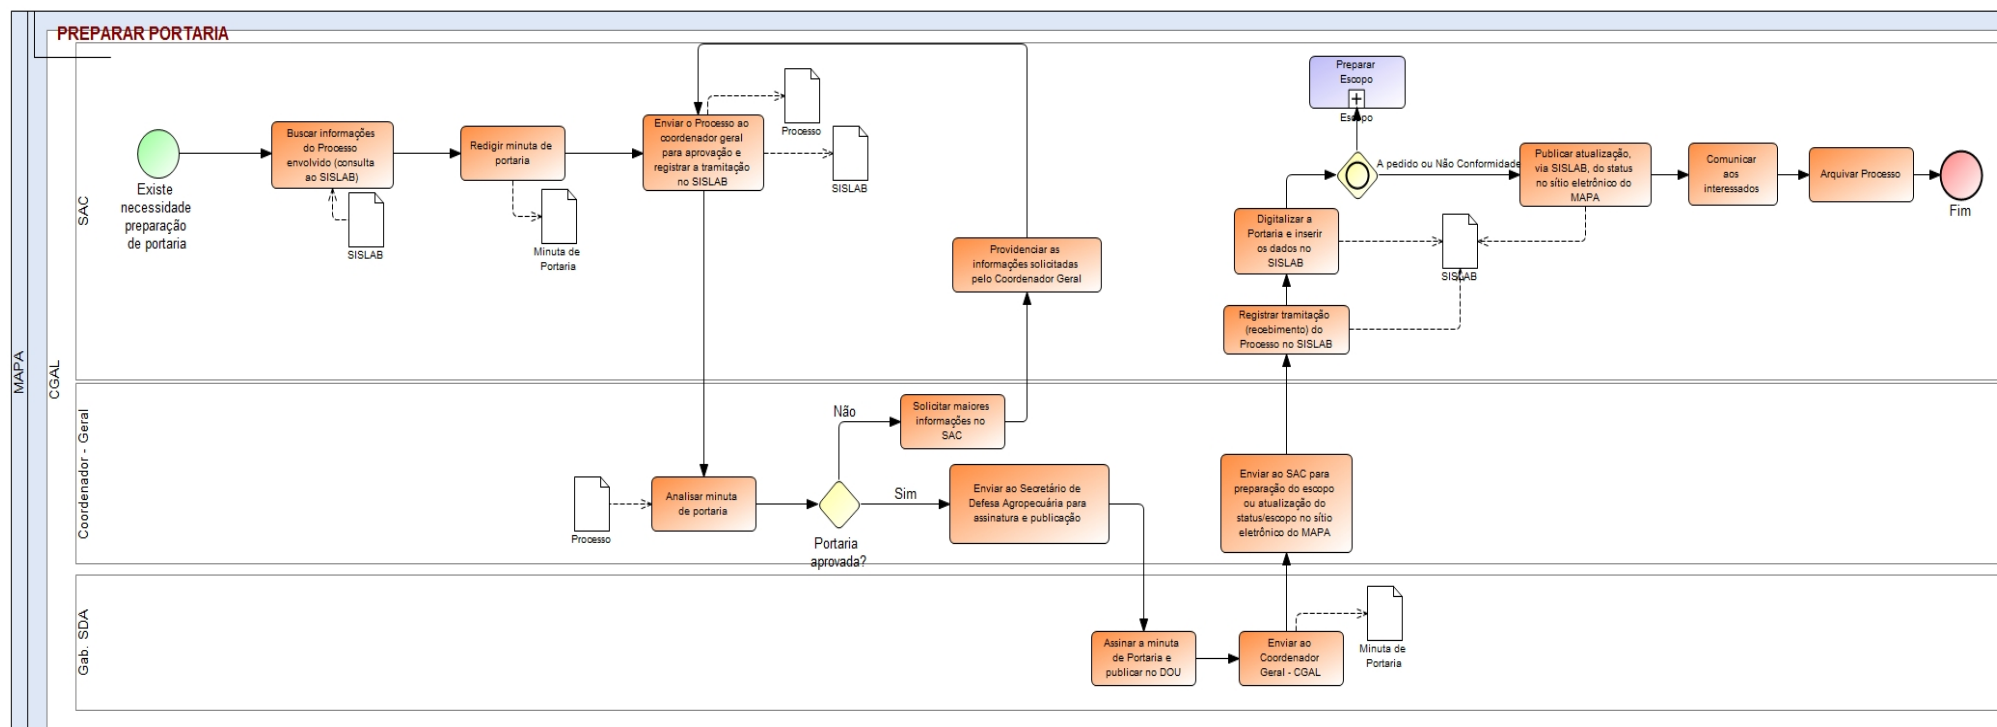 PREPARAR PORTARIA
MAPA
CGAL
SAC
Existe
necessidade
preparação
de portaria
Buscar informações
do Processo
envolvido (consulta
ao SISLAB)
SISLAB
Redigir minuta de
portaria
Minuta de
Portaria
Enviar o Processo ao
coordenador geral
para aprovação e
registrar a tramitação
no SISLAB
Processo
SISLAB
Providenciar as
informações solicitadas
pelo Coordenador Geral
Preparar
Escopo
Escopo
A pedido ou Não Conformidade
Digitalizar a
Portaria e inserir
os dados no
SISLAB
Registrar tramitação
(recebimento) do
Processo no SISLAB
SISLAB
Publicar atualização,
via SISLAB, do status
no sítio eletrônico do
MAPA
Comunicar
aos
interessados
Arquivar Processo
Fim
Coordenador - Geral
Processo
Analisar minuta
de portaria
Portaria
aprovada?
Não
Sim
Solicitar maiores
informações no
SAC
Enviar ao Secretário de
Defesa Agropecuária para
assinatura e publicação
Enviar ao SAC para
preparação do escopo
ou atualização do
status/escopo no sítio
eletrônico do MAPA
Gab. SDA
Assinar a minuta
de Portaria e
publicar no DOU
Enviar ao
Coordenador
Geral - CGAL
Minuta de
Portaria